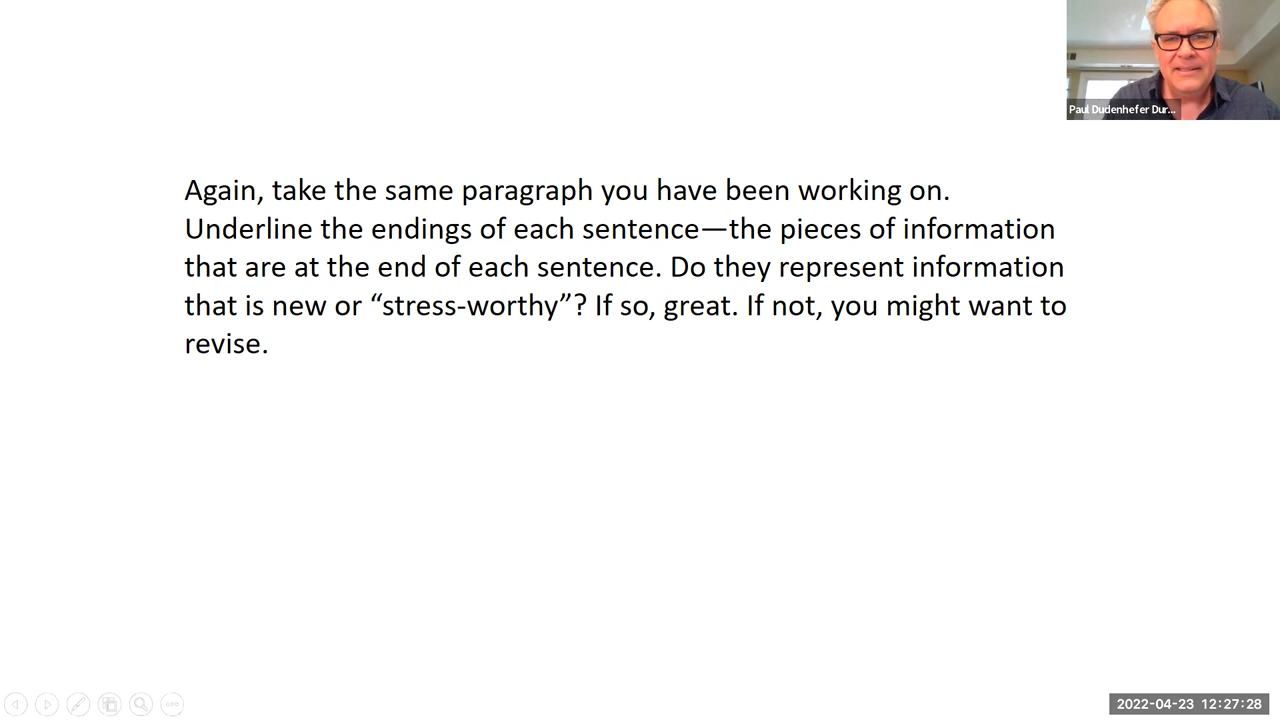 Paul Dudenhefer Dur...
Again, take the same paragraph you have been working on.
Underline the endings of each sentence—the pieces of information
that are at the end of each sentence. Do they represent information
that is new or “stress-worthy”? If so, great. If not, you might want to
revise.
2022-04-23 12:27:28